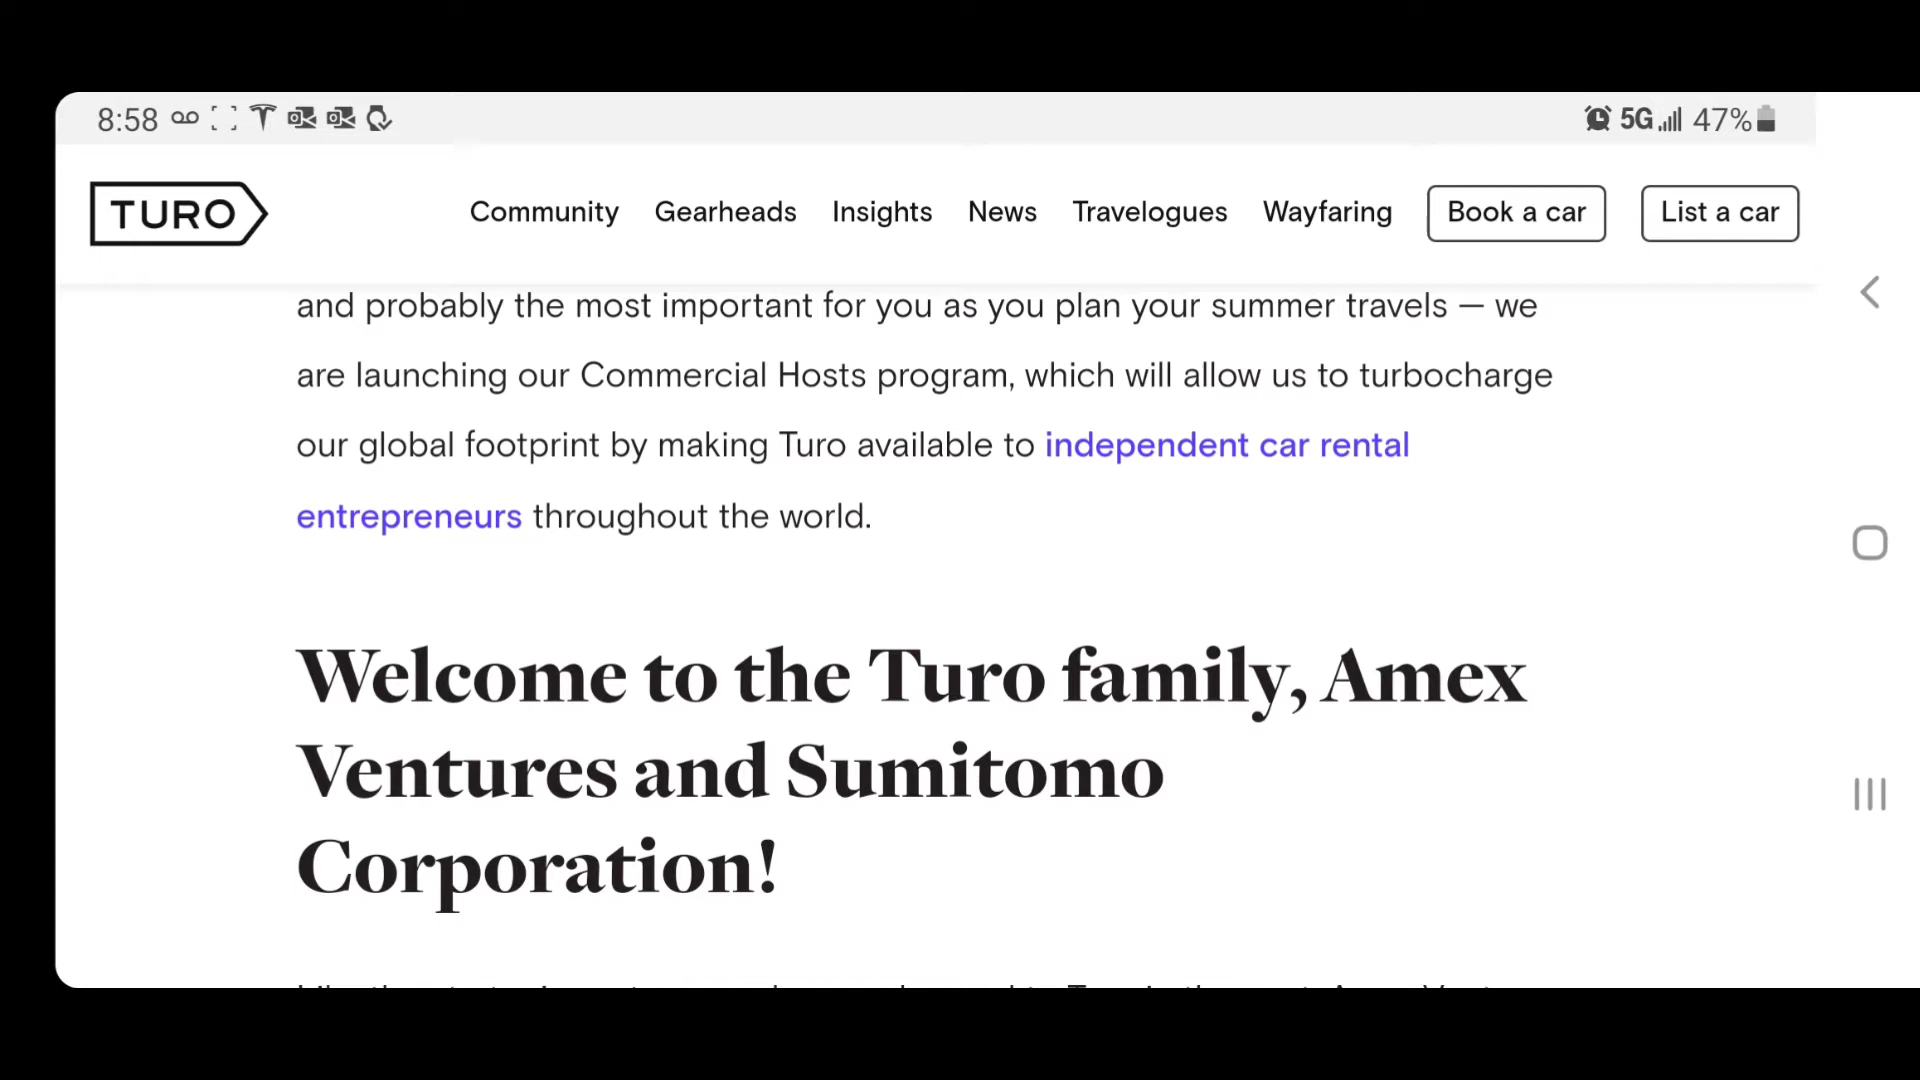 8:58
5G 47%
TURO
Community Gearheads Insights News Travelogues Wayfaring Book a car List a car
and probably the most important for you as you plan your summer travels — we
are launching our Commercial Hosts program, which will allow us to turbocharge
our global footprint by making Turo available to independent car rental
entrepreneurs throughout the world.
Welcome to the Turo family, Amex
Ventures and Sumitomo
Corporation!